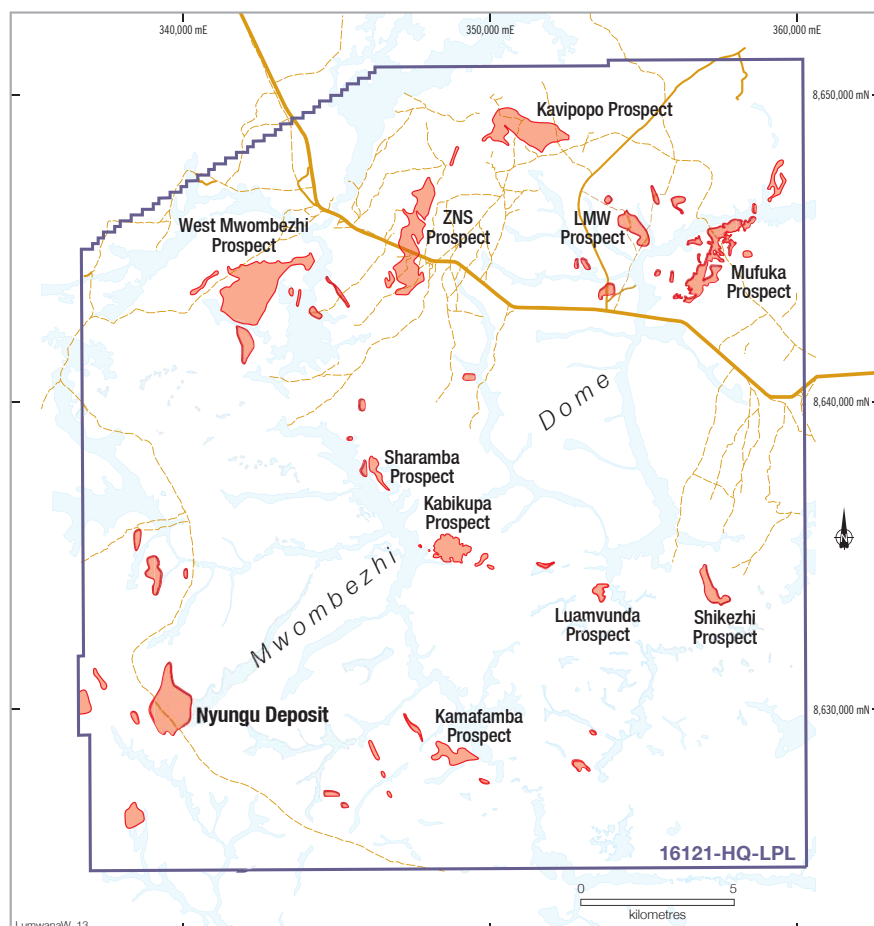 340,000 mE
350,000 mE
360,000 mE
8,650,000 mN
Kavipopo Prospect
West Mwombezhi
Prospect
ZNS
Prospect
LMW
Prospect
Mufuka
Prospect
8,640,000 mN
Dome
Sharamba
Prospect
Kabikupa
Prospect
N
Mwombezhi
Luamvunda
Prospect
Shikezhi
Prospect
Nyungu Deposit
8,630,000 mN
Kamafamba
Prospect
16121-HQ-LPL
0 5
kilometres
LumwanaW_13